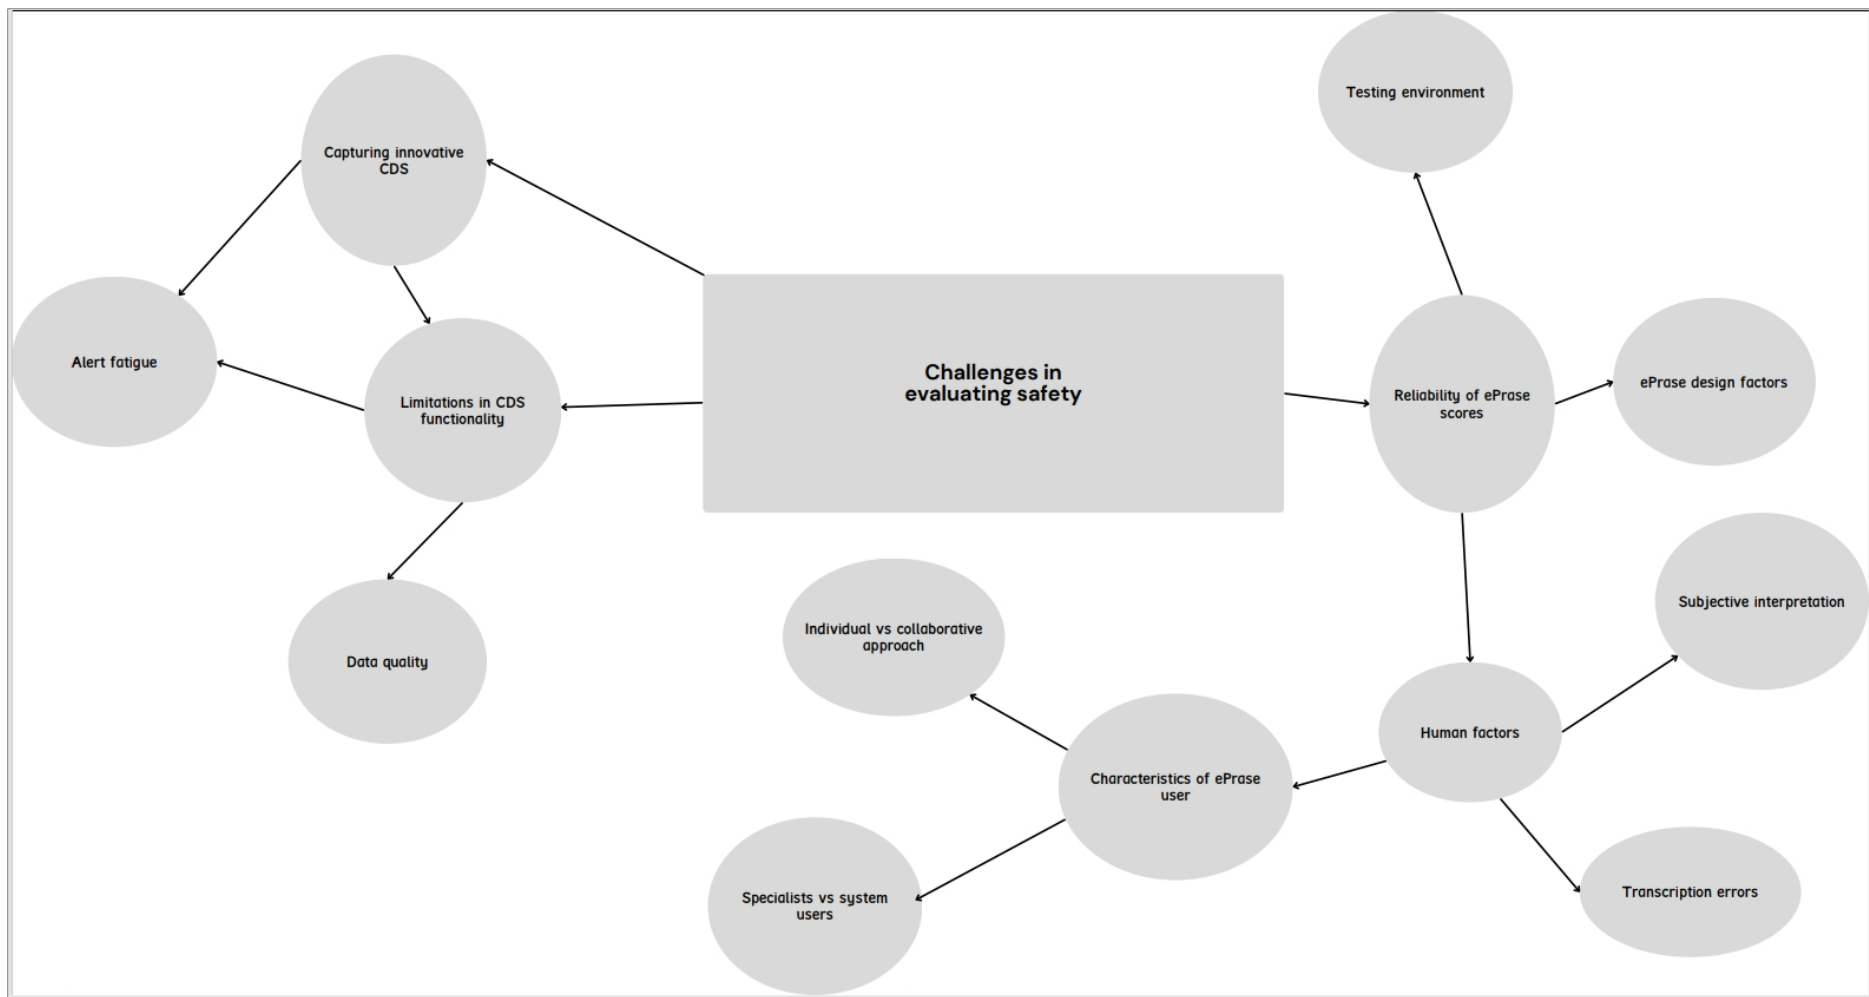 Testing environment
Capturing innovative
CDS
Alert fatigue
Limitations in CDS
functionality
Challenges in
evaluating safety
Reliability of ePrase
scores
ePrase design factors
Data quality
Individual vs collaborative
approach
Subjective interpretation
Human factors
Characteristics of ePrase
user
Specialists vs system
users
Transcription errors